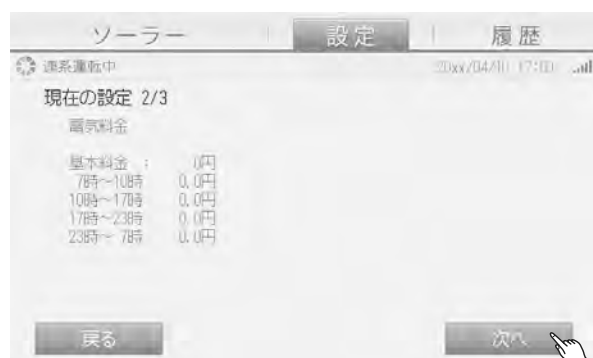 ソーラー 設定 履歴
連系運転中 20xx/04/10 17:00
現在の設定 2/3
電気料金
基本料金 : 0円
7時~10時 0.0円
10時~17時 0.0円
17時~23時 0.0円
23時~ 7時 0.0円
戻る 次へ